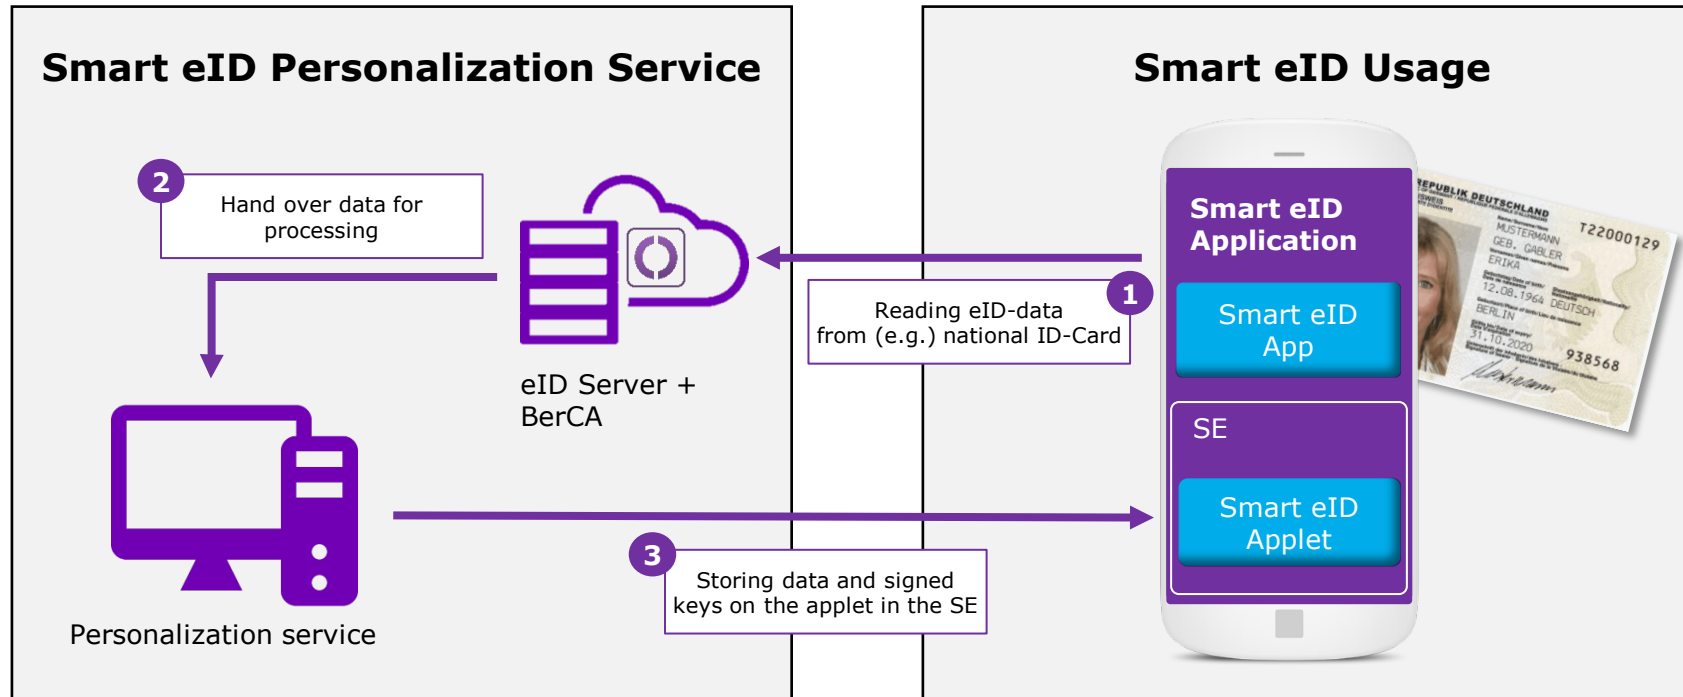 Smart eID Personalization Service
2
Hand over data for
processing
eID Server +
BerCA
Personalization service
3
Storing data and signed
keys on the applet in the SE
Smart eID Usage
1
Reading eID-data
from (e.g.) national ID-Card
Smart eID
Application
Smart eID
App
SE
Smart eID
Applet
REPUBLIK DEUTSCHLAND
T22000129
MUSTERMANN
GEB. GABLER
ERIKA
12.08.1964 DEUTSCH
BERLIN
31.10.2020
938568